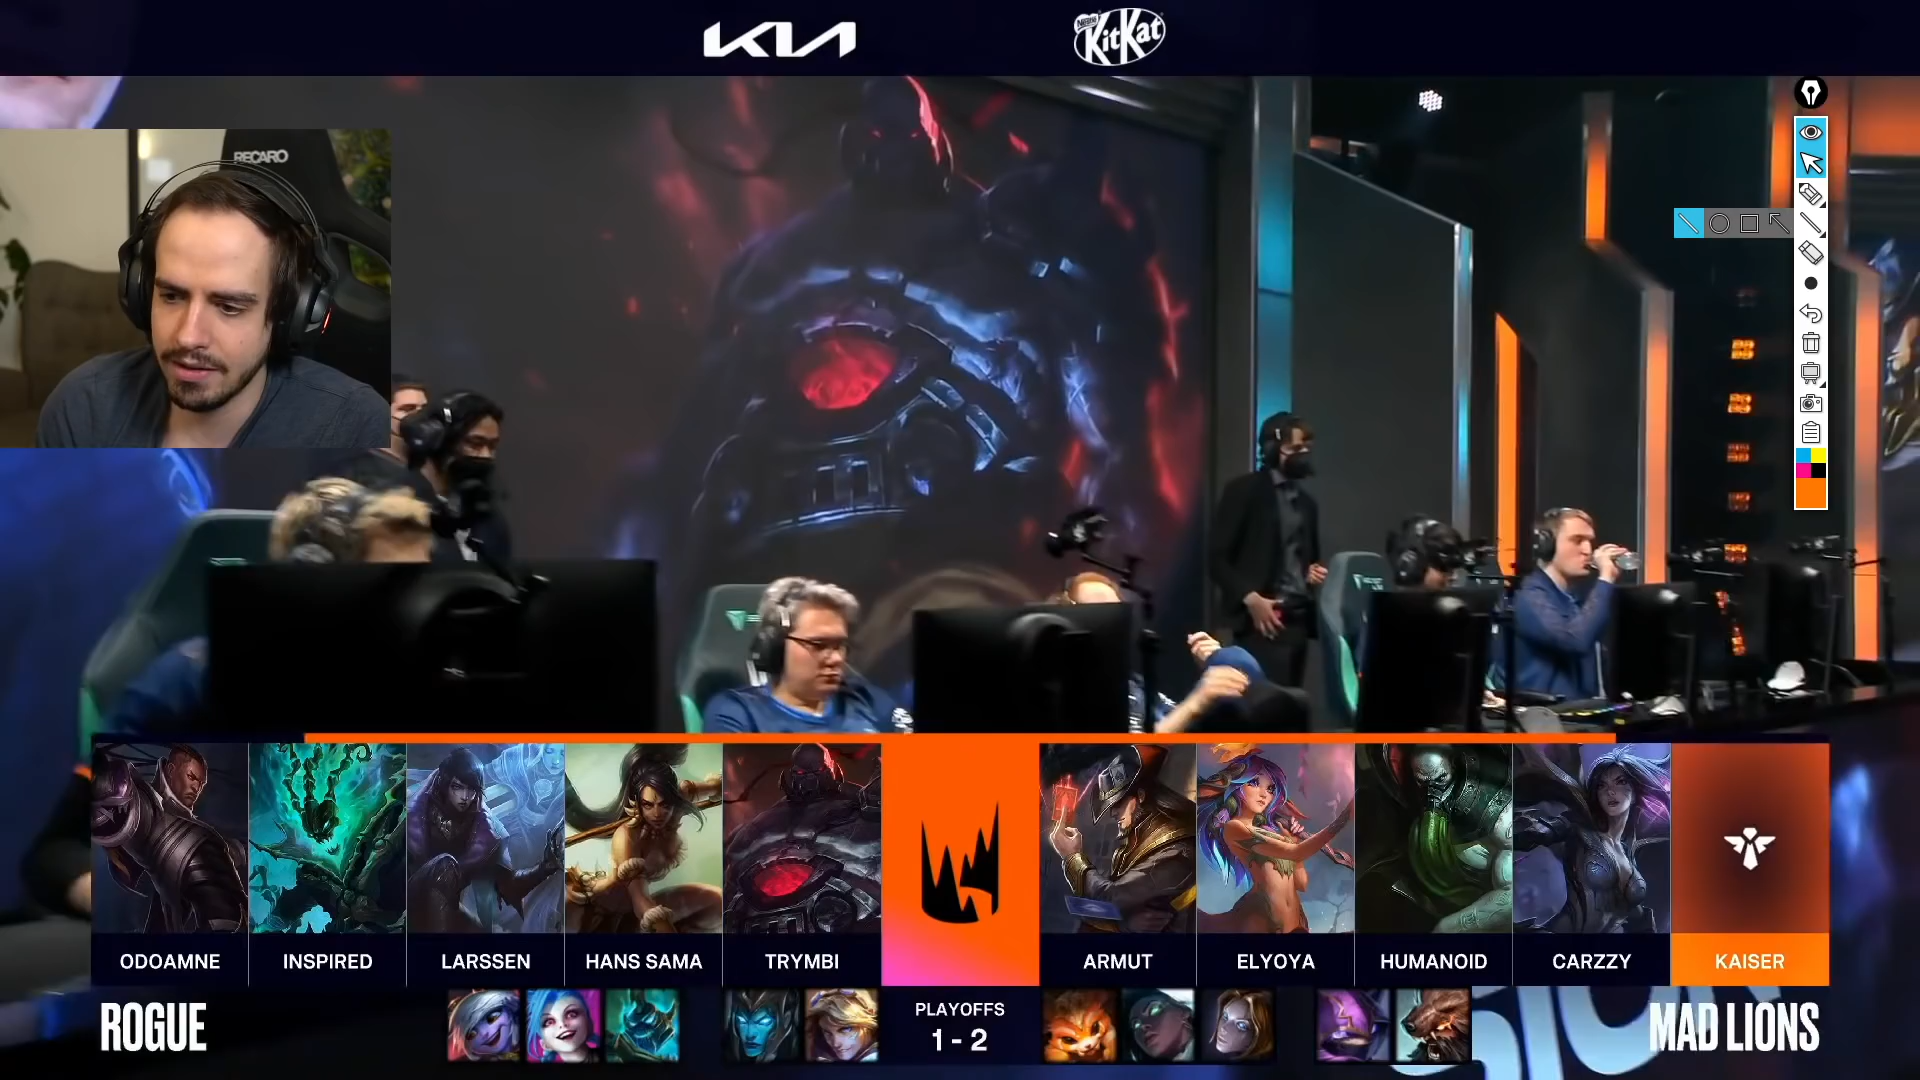 KIA
Nestlé
KitKat
RECARO
ODOAMNE
INSPIRED
LARSSEN
HANS SAMA
TRYMBI
ARMUT
ELYOYA
HUMANOID
CARZZY
KAISER
ROGUE
PLAYOFFS
1 - 2
MAD LIONS